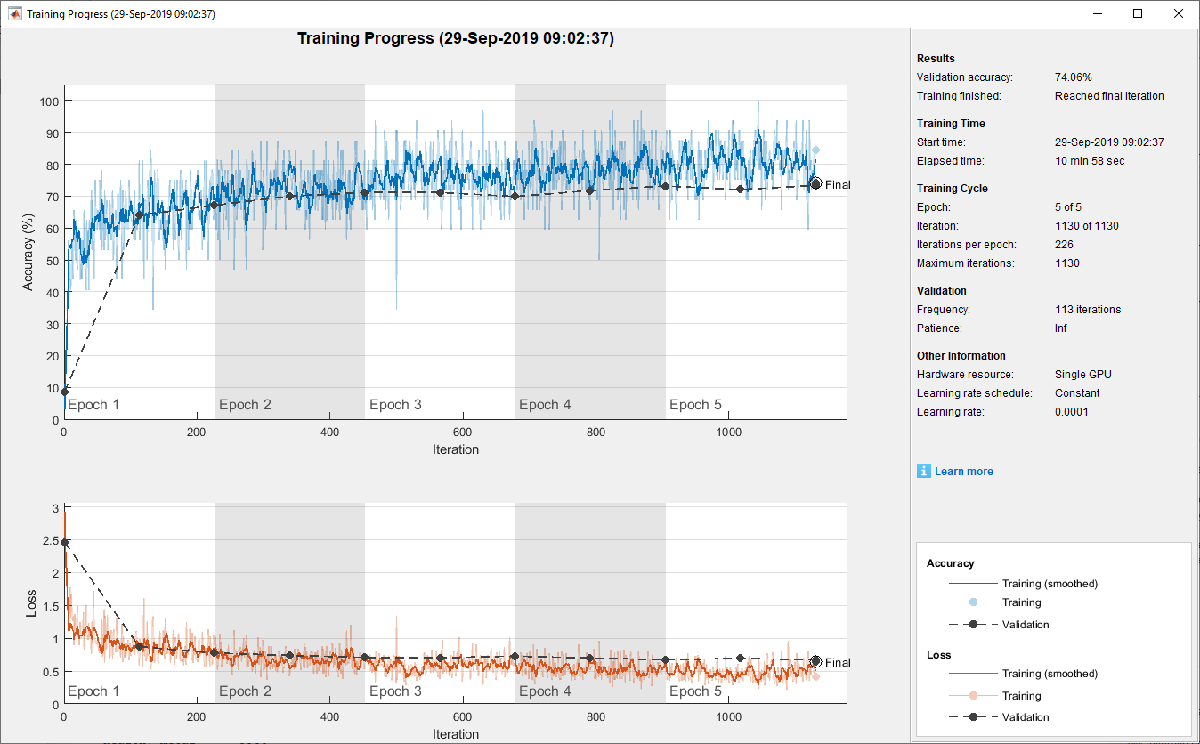 Training Progress (29-Sep-2019 09:02:37)
Training Progress (29-Sep-2019 09:02:37)
100
90
80
70
60
50
40
30
20
10
0
Accuracy (%)
Final
Epoch 1
Epoch 2
Epoch 3
Epoch 4
Epoch 5
0
200
400
600
800
1000
Iteration
3
2.5
2
1.5
1
0.5
0
Loss
Final
Epoch 1
Epoch 2
Epoch 3
Epoch 4
Epoch 5
0
200
400
600
800
1000
Iteration
Results
Validation accuracy: 74.06%
Training finished: Reached final iteration
Training Time
Start time: 29-Sep-2019 09:02:37
Elapsed time: 10 min 58 sec
Training Cycle
Epoch: 5 of 5
Iteration: 1130 of 1130
Iterations per epoch: 226
Maximum iterations: 1130
Validation
Frequency: 113 iterations
Patience: Inf
Other Information
Hardware resource: Single GPU
Learning rate schedule: Constant
Learning rate: 0.0001
i Learn more
Accuracy
Training (smoothed)
Training
Validation
Loss
Training (smoothed)
Training
Validation